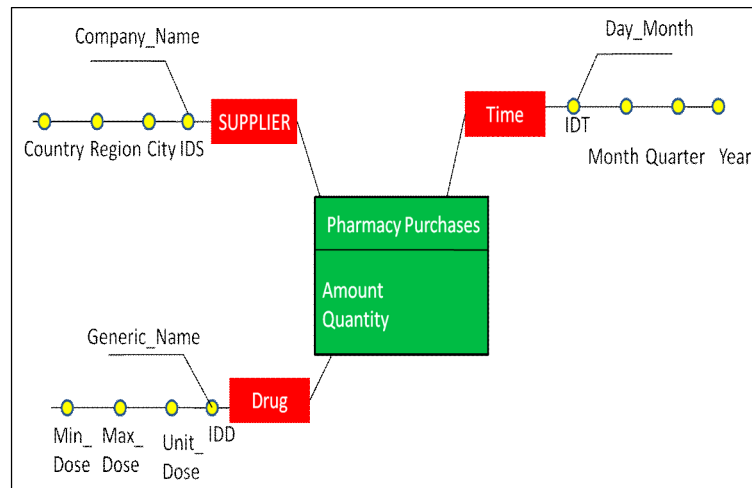 Company_Name
SUPPLIER
Country Region City IDS
Day_Month
Time
IDT
Month Quarter Year
Pharmacy Purchases
Amount
Quantity
Generic_Name
Drug
IDD
Min_
Dose
Max_
Dose
Unit_
Dose